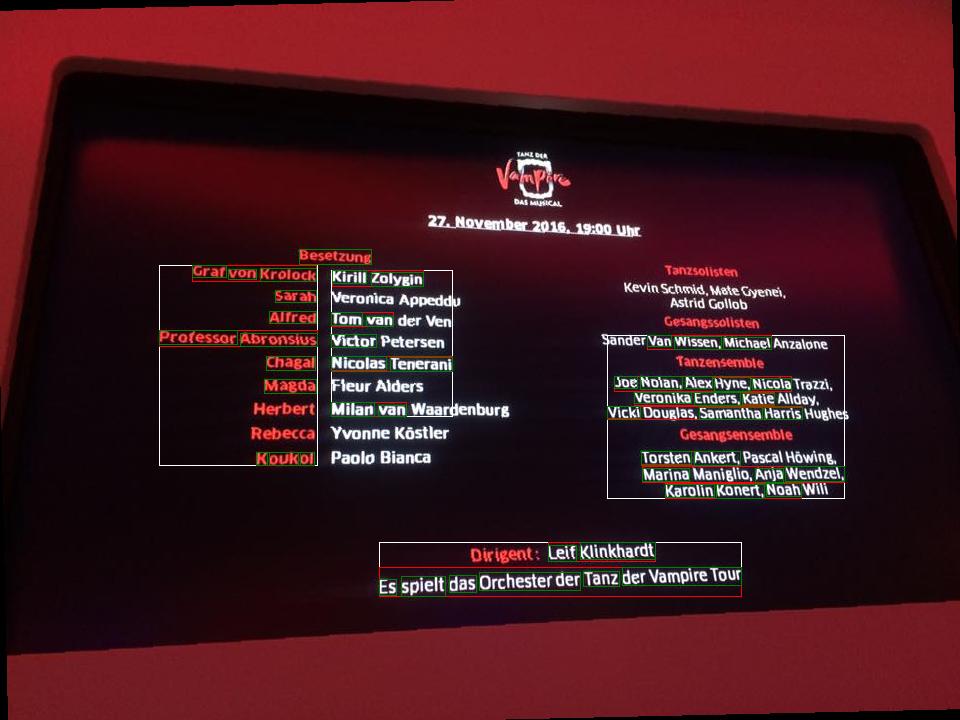 TANZ DER
Vampire
DAS MUSICAL
27. November 2016, 19:00 Uhr
Besetzung
Graf von Krolock Kirill Zolygin
Sarah Veronica Appeddu
Alfred Tom van der Ven
Professor Abronsius Victor Petersen
Chagal Nicolas Tenerani
Magda Fleur Alders
Herbert Milan van Waardenburg
Rebecca Yvonne Köstler
Koukol Paolo Bianca
Tanzsolisten
Kevin Schmid, Mate Gyenei,
Astrid Gollob
Gesangssolisten
Sander Van Wissen, Michael Anzalone
Tanzensemble
Joe Nolan, Alex Hyne, Nicola Trazzi,
Veronika Enders, Katie Allday,
Vicki Douglas, Samantha Harris Hughes
Gesangsensemble
Torsten Ankert, Pascal Höwing,
Marina Maniglio, Anja Wendzel,
Karolin Konert, Noah Wili
Dirigent: Leif Klinkhardt
Es spielt das Orchester der Tanz der Vampire Tour